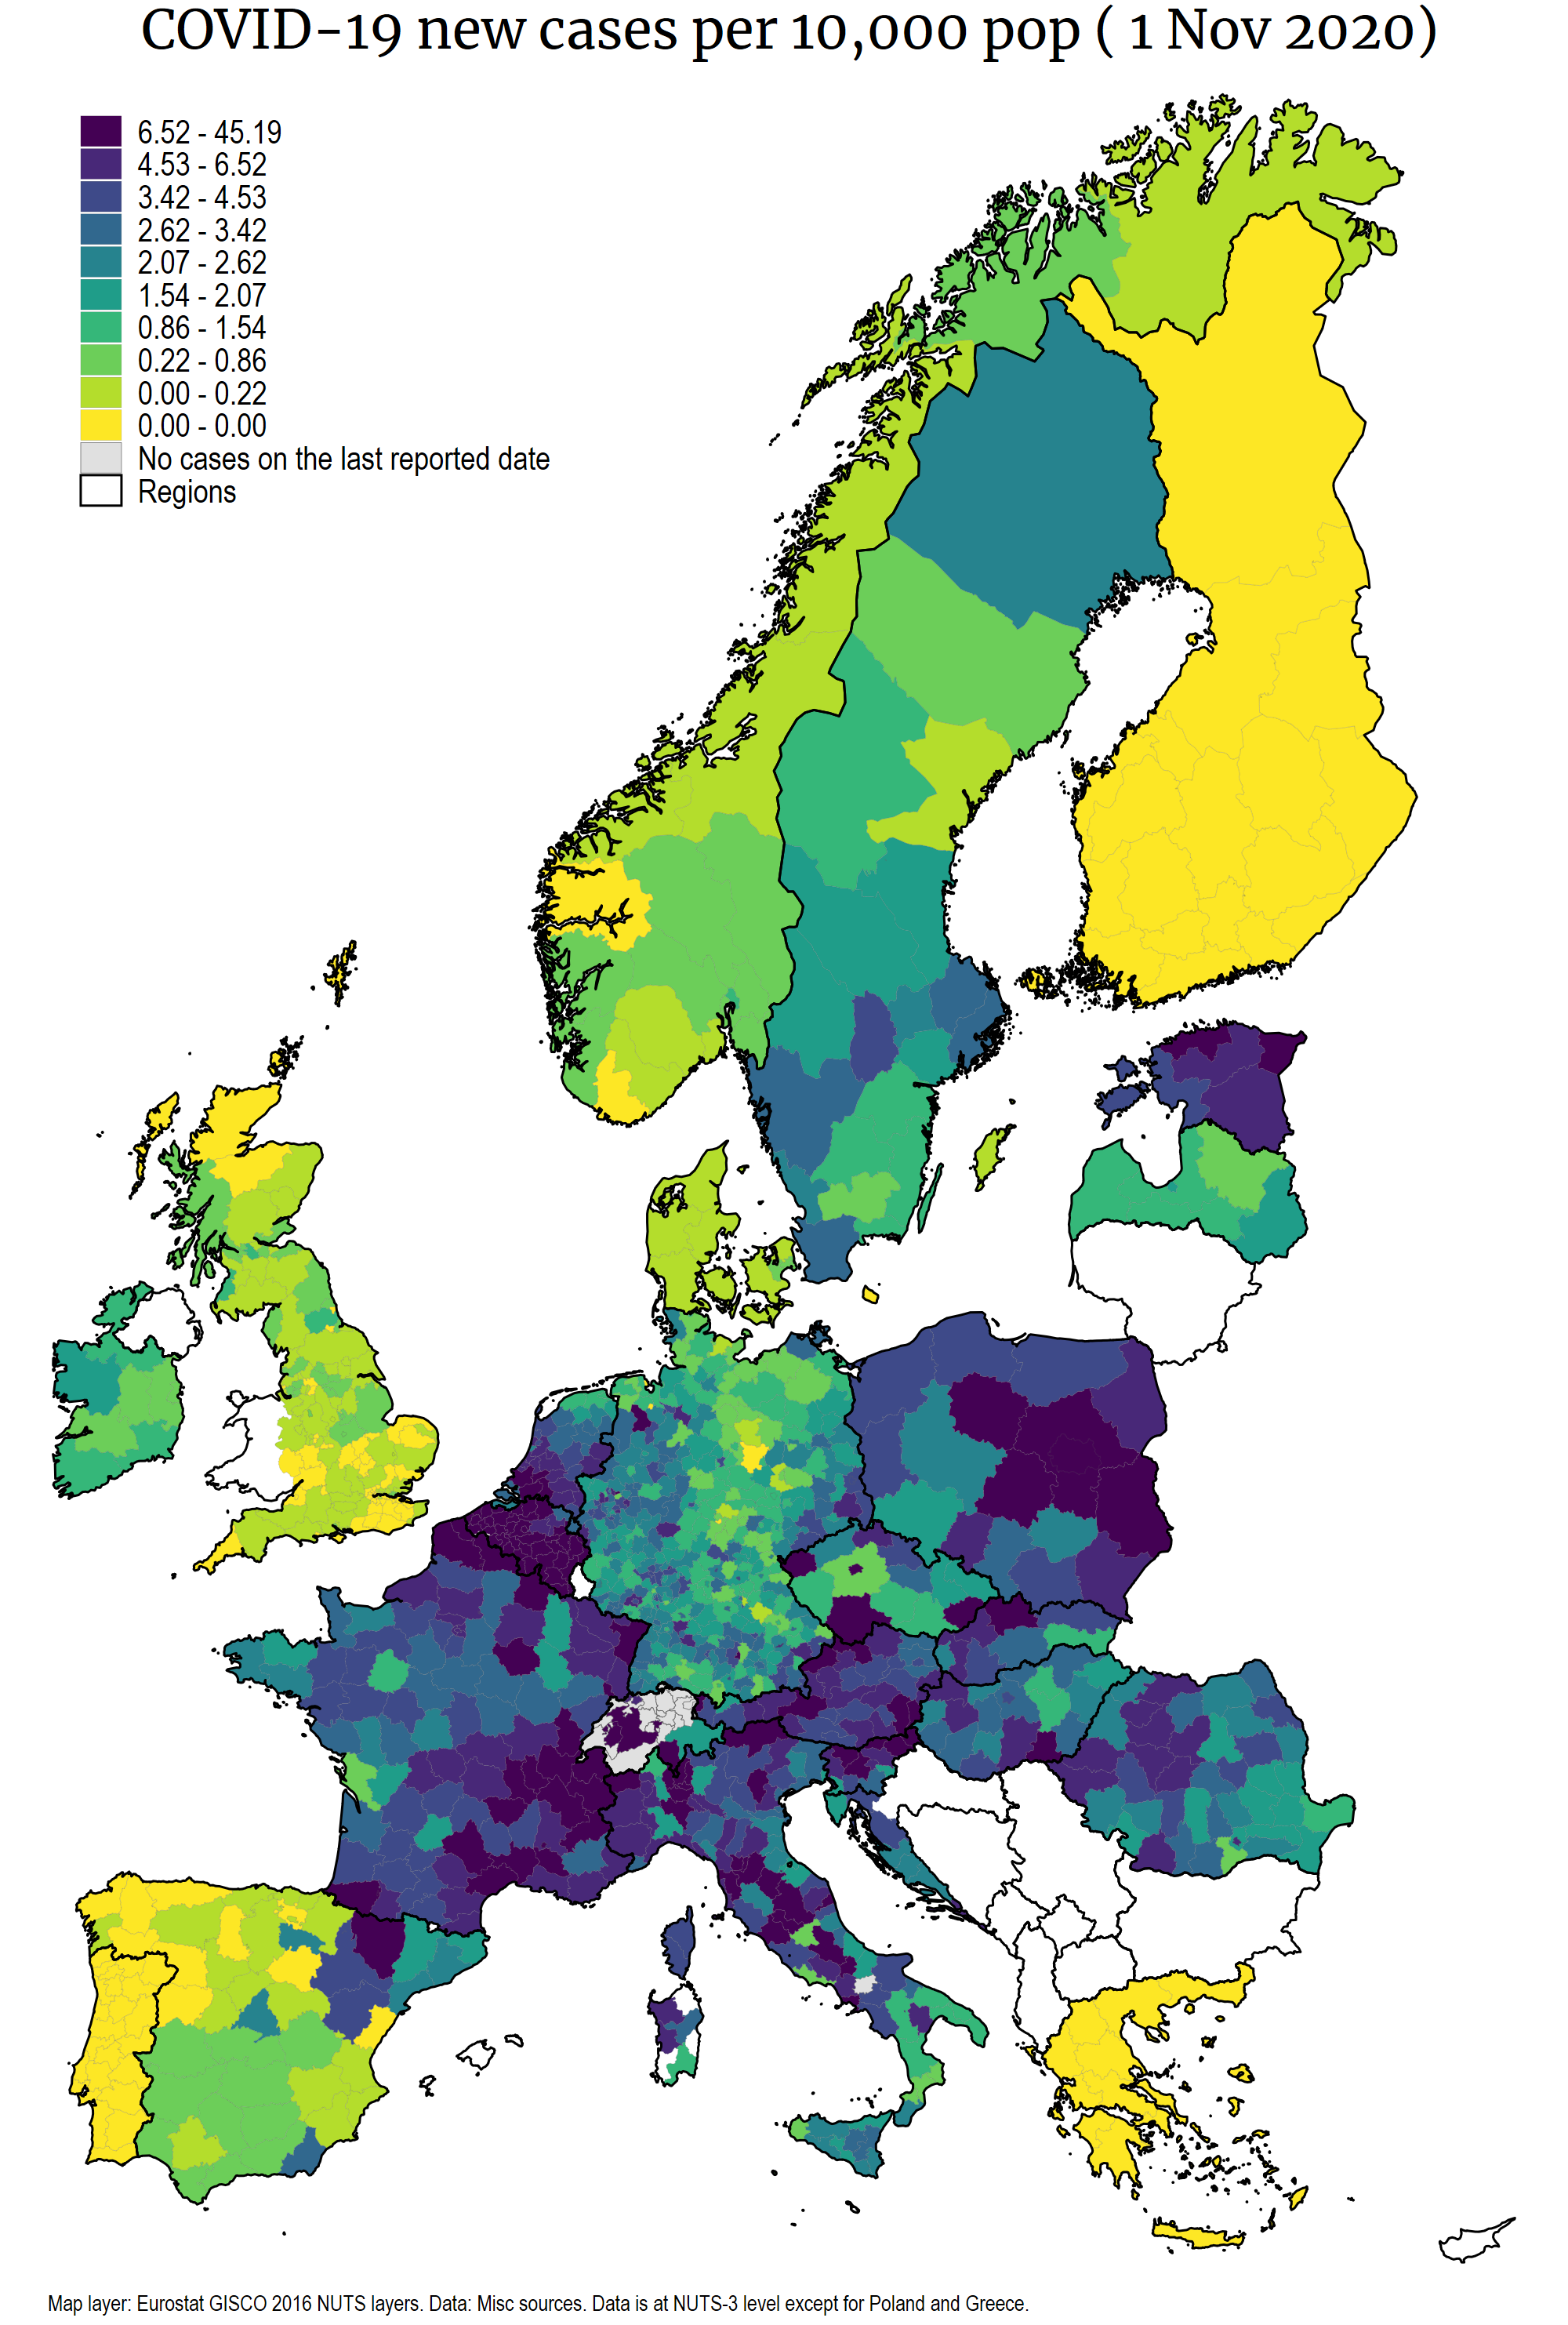 COVID-19 new cases per 10,000 pop ( 1 Nov 2020)
6.52 - 45.19
4.53 - 6.52
3.42 - 4.53
2.62 - 3.42
2.07 - 2.62
1.54 - 2.07
0.86 - 1.54
0.22 - 0.86
0.00 - 0.22
0.00 - 0.00
No cases on the last reported date
Regions
Map layer: Eurostat GISCO 2016 NUTS layers. Data: Misc sources. Data is at NUTS-3 level except for Poland and Greece.